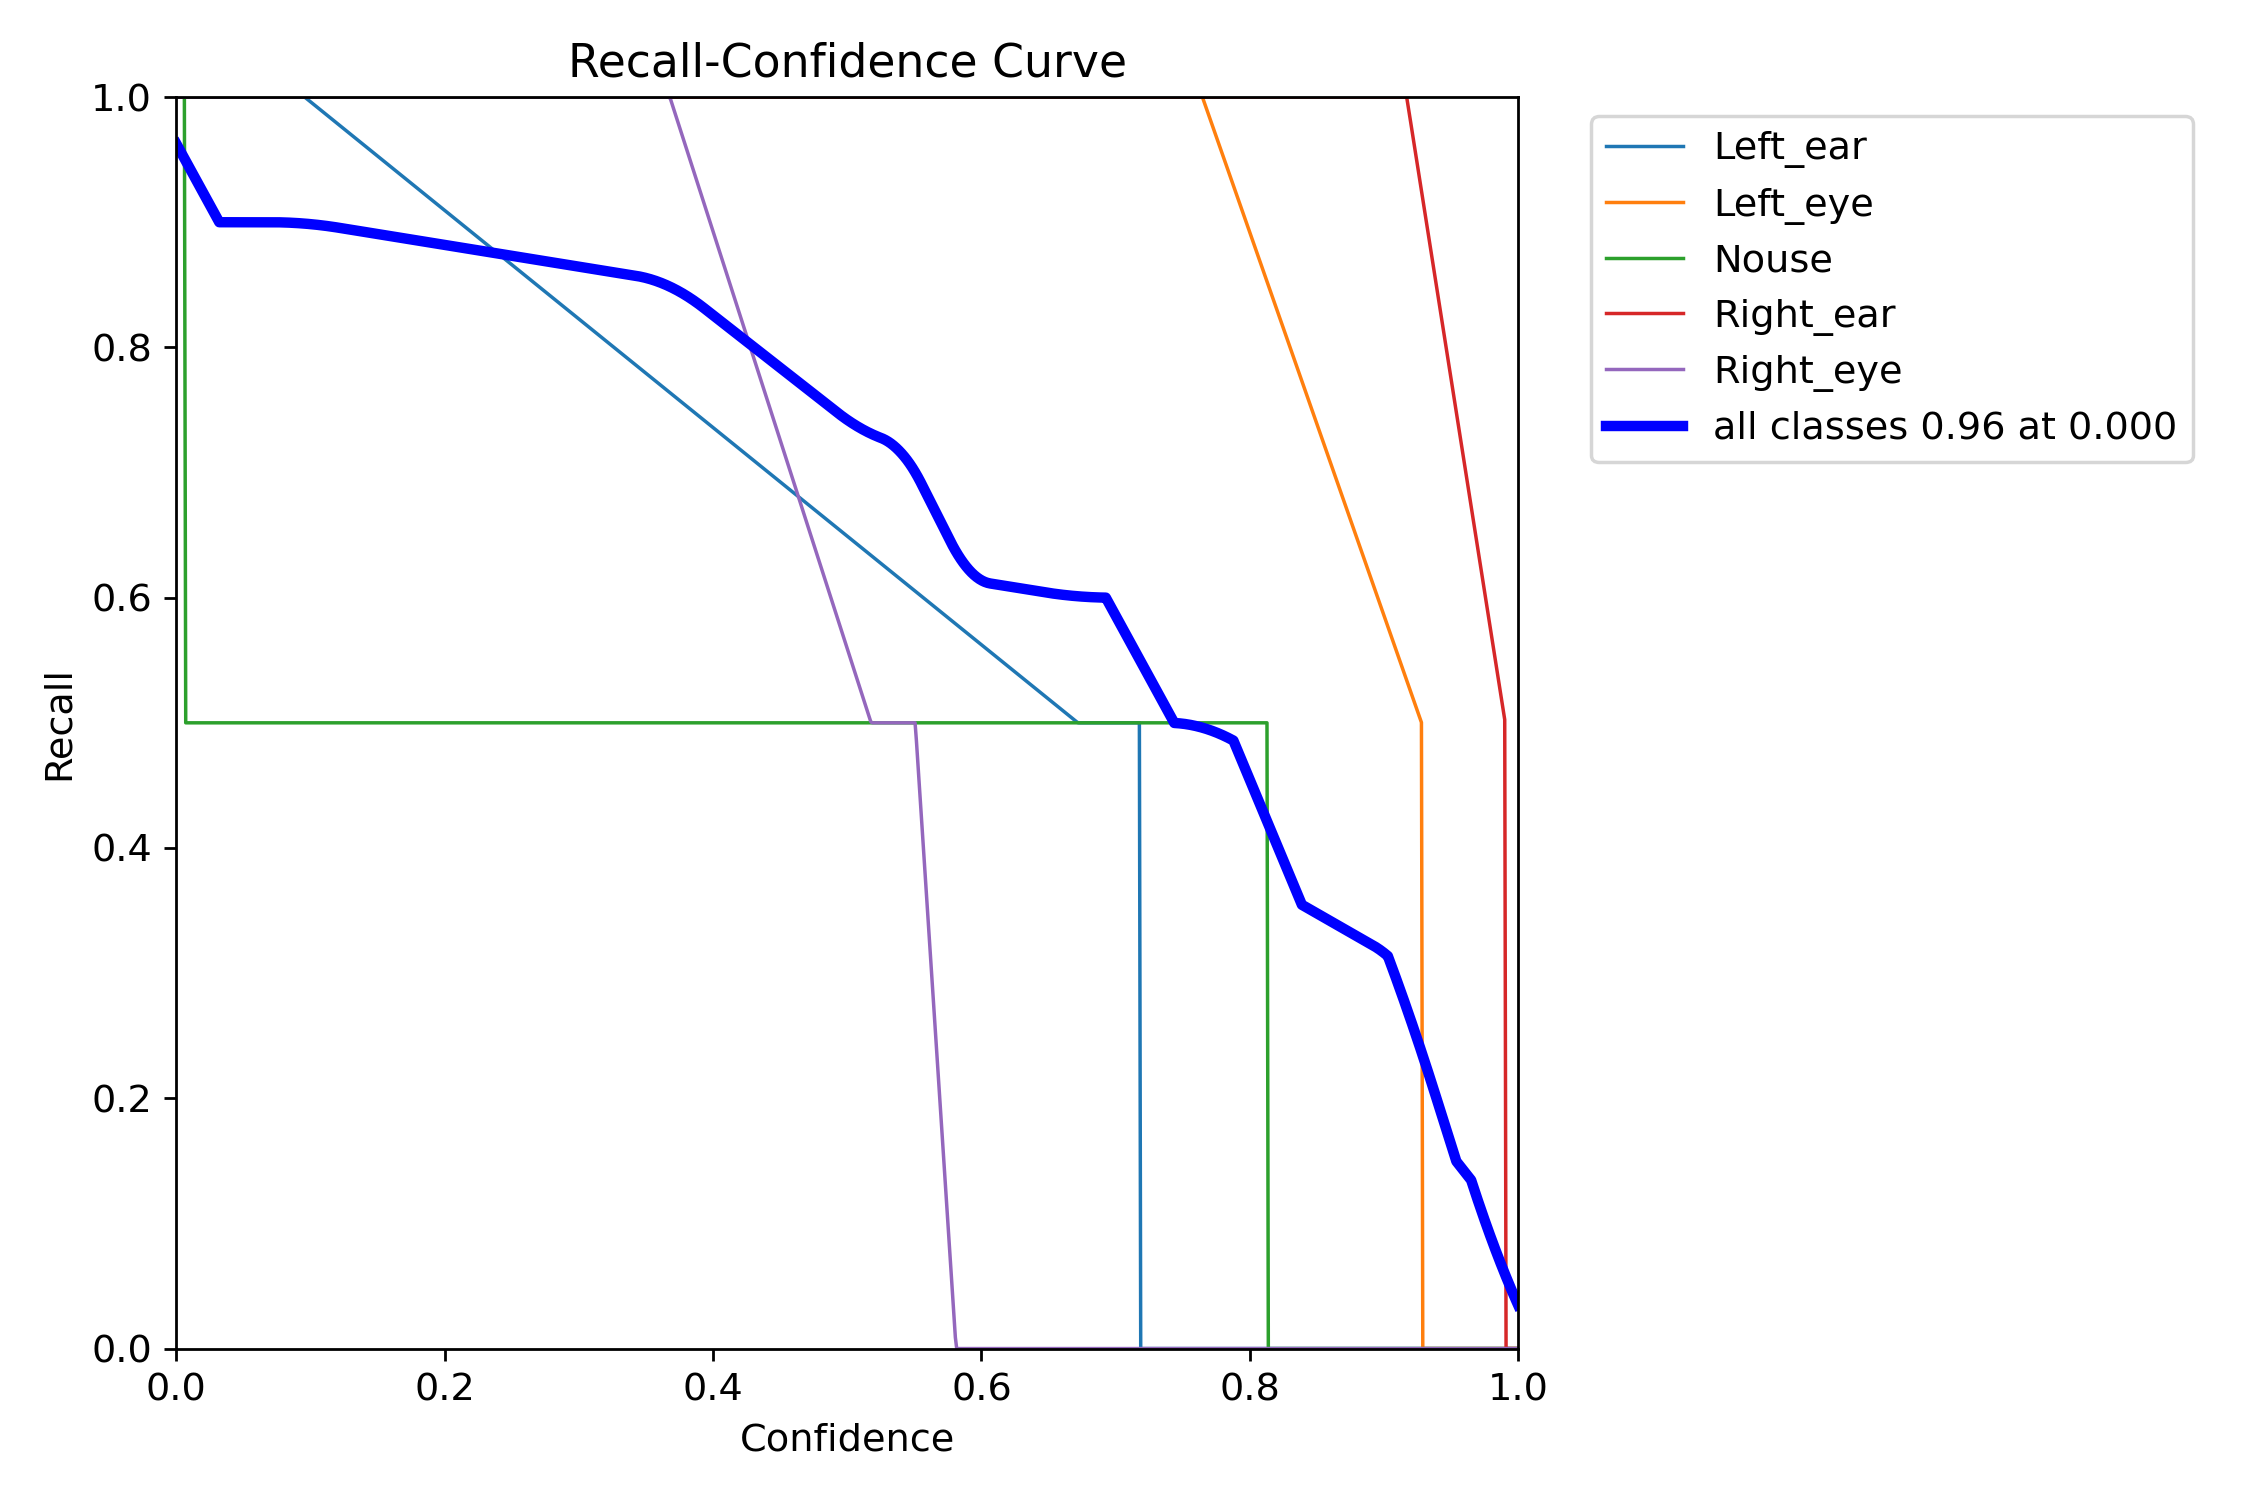 Recall-Confidence Curve
1.0
0.8
0.6
0.4
0.2
0.0
Recall
0.0 0.2 0.4 0.6 0.8 1.0
Confidence
Left_ear
Left_eye
Nouse
Right_ear
Right_eye
all classes 0.96 at 0.000